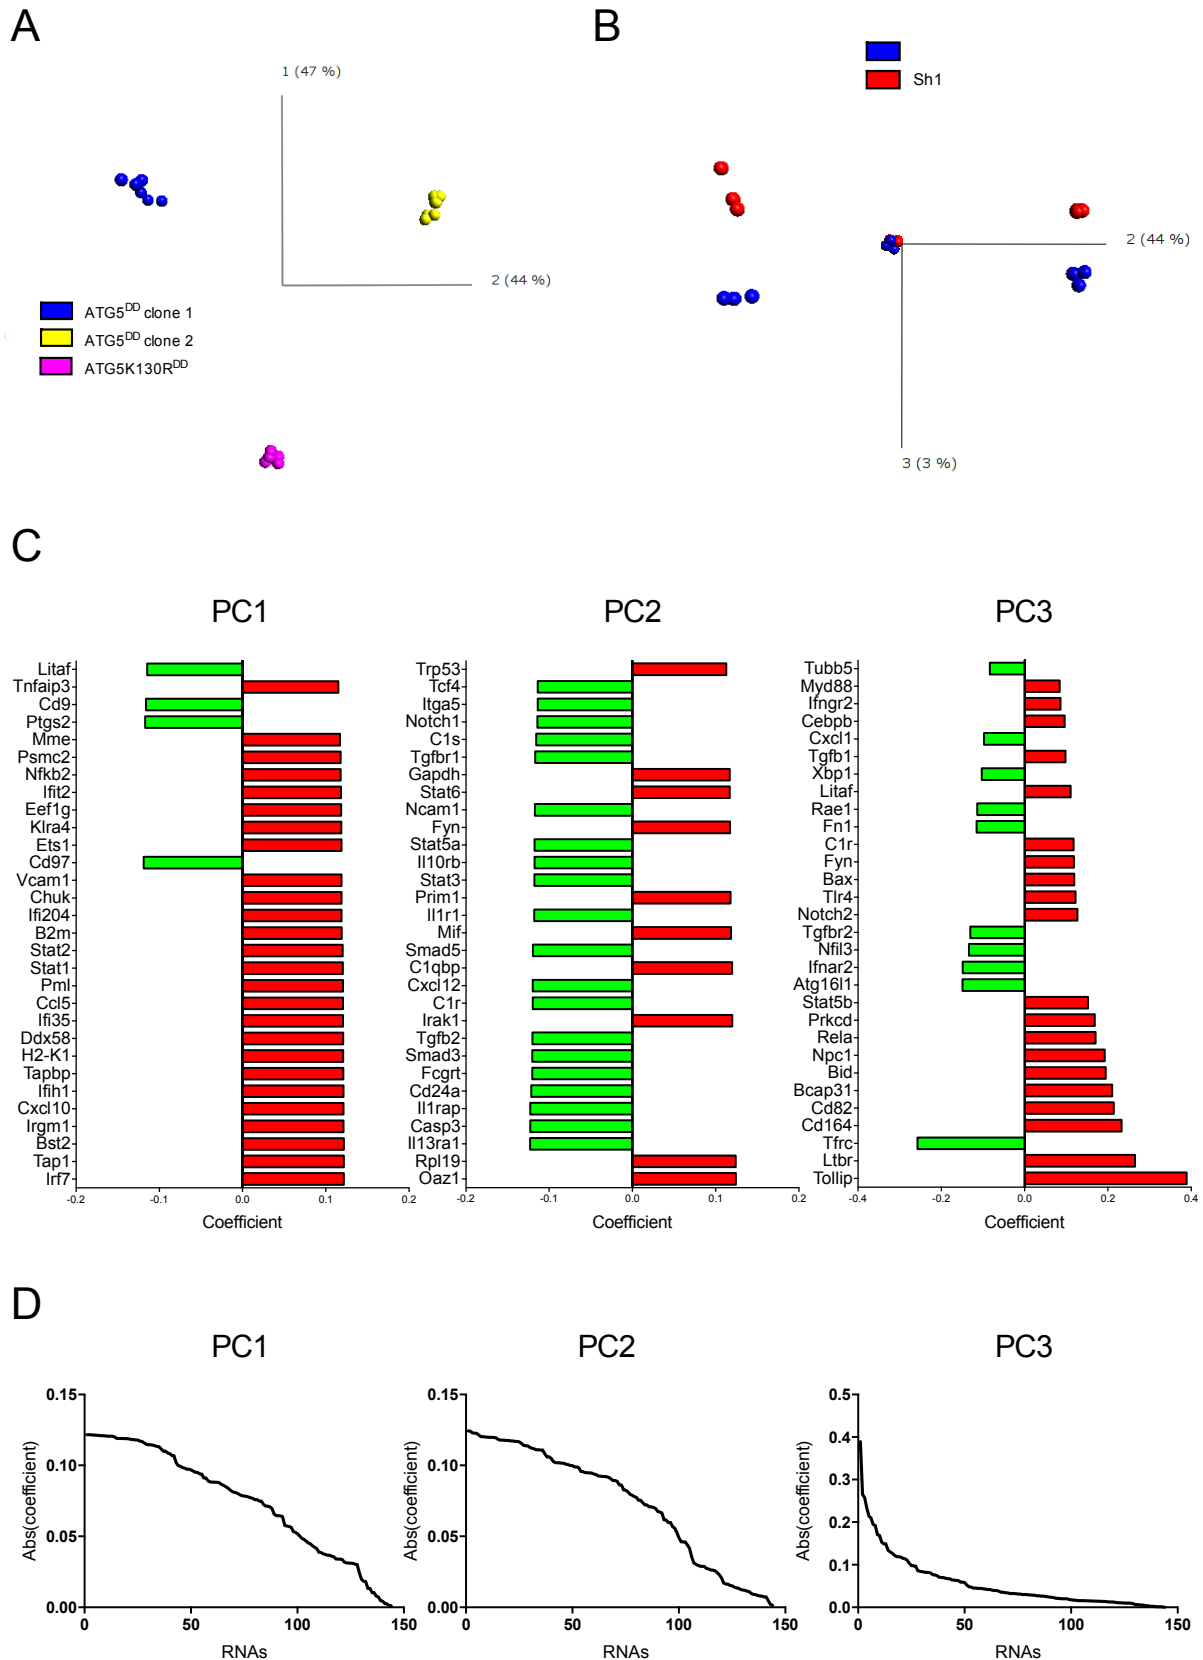 A
B
1 (47 %)
Sh1
2 (44 %)
2 (44 %)
ATG5DD clone 1
ATG5DD clone 2
ATG5K130RDD
3 (3 %)
C
PC1
PC2
PC3
Litaf
Tnfaip3
Cd9
Ptgs2
Mme
Psmc2
Nfkb2
Ifit2
Eef1g
Klra4
Ets1
Cd97
Vcam1
Chuk
Ifi204
B2m
Stat2
Stat1
Pml
Ccl5
Ifi35
Ddx58
H2-K1
Tapbp
Ifih1
Cxcl10
Irgm1
Bst2
Tap1
Irf7
-0.2 -0.1 0.0 0.1 0.2
Coefficient
Trp53
Tcf4
Itga5
Notch1
C1s
Tgfbr1
Gapdh
Stat6
Ncam1
Fyn
Stat5a
Il10rb
Stat3
Prim1
Il1r1
Mif
Smad5
C1qbp
Cxcl12
C1r
Irak1
Tgfb2
Smad3
Fcgrt
Cd24a
Il1rap
Casp3
Il13ra1
Rpl19
Oaz1
-0.2 -0.1 0.0 0.1 0.2
Coefficient
Tubb5
Myd88
Ifngr2
Cebpb
Cxcl1
Tgfb1
Xbp1
Litaf
Rae1
Fn1
C1r
Fyn
Bax
Tlr4
Notch2
Tgfbr2
Nfil3
Ifnar2
Atg16l1
Stat5b
Prkcd
Rela
Npc1
Bid
Bcap31
Cd82
Cd164
Tfrc
Ltbr
Tollip
-0.4 -0.2 0.0 0.2 0.4
Coefficient
D
PC1
PC2
PC3
Abs(coefficient)
0.15
0.10
0.05
0.00
0 50 100 150
RNAs
Abs(coefficient)
0.15
0.10
0.05
0.00
0 50 100 150
RNAs
Abs(coefficient)
0.5
0.4
0.3
0.2
0.1
0.0
0 50 100 150
RNAs